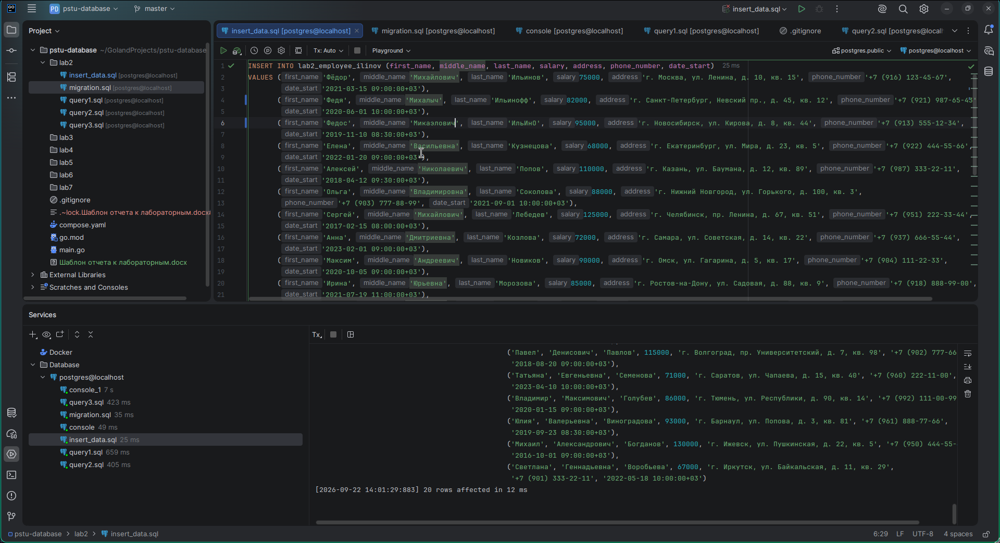 GO PD pstu-database master insert_data.sql
Project
pstu-database ~/GolandProjects/pstu-database
lab2
insert_data.sql [postgres@localhost]
migration.sql [postgres@localhost]
query1.sql [postgres@localhost]
query2.sql [postgres@localhost]
query3.sql [postgres@localhost]
lab3
lab4
lab5
lab6
lab7
.gitignore
.~lock.Шаблон отчета к лабораторным.docx#
compose.yaml
go.mod
main.go
Шаблон отчета к лабораторным.docx
External Libraries
Scratches and Consoles
insert_data.sql [postgres@localhost] migration.sql [postgres@localhost] console [postgres@localhost] query1.sql [postgres@localhost] .gitignore query2.sql [postgres@local
Tx: Auto Playground postgres.public postgres@localhost
1 INSERT INTO lab2_employee_ilinov (first_name, middle_name, last_name, salary, address, phone_number, date_start) 25 ms
2 VALUES ( first_name 'Фёдор', middle_name 'Михайлович', last_name 'Ильинов', salary 75000, address 'г. Москва, ул. Ленина, д. 10, кв. 15', phone_number '+7 (916) 123-45-67',
3 date_start '2021-03-15 09:00:00+03'),
4 ( first_name 'Федя', middle_name 'Михалыч', last_name 'Ильинофф', salary 82000, address 'г. Санкт-Петербург, Невский пр., д. 45, кв. 12', phone_number '+7 (921) 987-65-43'
5 date_start '2020-06-01 10:00:00+03'),
6 ( first_name 'Федос', middle_name 'Микаэлович', last_name 'ИльИнО', salary 95000, address 'г. Новосибирск, ул. Кирова, д. 8, кв. 44', phone_number '+7 (913) 555-12-34',
7 date_start '2019-11-10 08:30:00+03'),
8 ( first_name 'Елена', middle_name 'Васильевна', last_name 'Кузнецова', salary 68000, address 'г. Екатеринбург, ул. Мира, д. 23, кв. 5', phone_number '+7 (922) 444-55-66',
9 date_start '2022-01-20 09:00:00+03'),
10 ( first_name 'Алексей', middle_name 'Николаевич', last_name 'Попов', salary 110000, address 'г. Казань, ул. Баумана, д. 12, кв. 89', phone_number '+7 (987) 333-22-11',
11 date_start '2018-04-12 09:30:00+03'),
12 ( first_name 'Ольга', middle_name 'Владимировна', last_name 'Соколова', salary 88000, address 'г. Нижний Новгород, ул. Горького, д. 100, кв. 3',
13 phone_number '+7 (903) 777-88-99', date_start '2021-09-01 10:00:00+03'),
14 ( first_name 'Сергей', middle_name 'Михайлович', last_name 'Лебедев', salary 125000, address 'г. Челябинск, пр. Ленина, д. 67, кв. 51', phone_number '+7 (951) 222-33-44',
15 date_start '2017-02-15 08:00:00+03'),
16 ( first_name 'Анна', middle_name 'Дмитриевна', last_name 'Козлова', salary 72000, address 'г. Самара, ул. Советская, д. 14, кв. 22', phone_number '+7 (937) 666-55-44',
17 date_start '2023-02-01 09:00:00+03'),
18 ( first_name 'Максим', middle_name 'Андреевич', last_name 'Новиков', salary 90000, address 'г. Омск, ул. Гагарина, д. 5, кв. 17', phone_number '+7 (904) 111-22-33',
19 date_start '2020-10-05 09:00:00+03'),
20 ( first_name 'Ирина', middle_name 'Юрьевна', last_name 'Морозова', salary 85000, address 'г. Ростов-на-Дону, ул. Садовая, д. 88, кв. 9', phone_number '+7 (918) 888-99-00',
21 date_start '2021-07-19 11:00:00+03'),
Services
Docker
Database
postgres@localhost
console_1 7 s
query3.sql 423 ms
migration.sql 35 ms
console 49 ms
insert_data.sql 25 ms
query1.sql 659 ms
query2.sql 405 ms
Tx
('Павел', 'Денисович', 'Павлов', 115000, 'г. Волгоград, пр. Университетский, д. 7, кв. 98', '+7 (902) 777-66
'2018-08-20 09:00:00+03'),
('Татьяна', 'Евгеньевна', 'Семенова', 71000, 'г. Саратов, ул. Чапаева, д. 15, кв. 40', '+7 (960) 222-11-00',
'2023-04-10 10:00:00+03'),
('Владимир', 'Максимович', 'Голубев', 86000, 'г. Тюмень, ул. Республики, д. 90, кв. 14', '+7 (992) 111-00-99
'2020-01-15 09:00:00+03'),
('Юлия', 'Валерьевна', 'Виноградова', 93000, 'г. Барнаул, ул. Попова, д. 3, кв. 81', '+7 (961) 888-77-66',
'2019-09-23 08:30:00+03'),
('Михаил', 'Александрович', 'Богданов', 130000, 'г. Ижевск, ул. Пушкинская, д. 22, кв. 5', '+7 (950) 444-55-
'2016-10-01 09:00:00+03'),
('Светлана', 'Геннадьевна', 'Воробьева', 67000, 'г. Иркутск, ул. Байкальская, д. 11, кв. 29',
'+7 (901) 333-22-11', '2022-05-18 10:00:00+03')
[2026-09-22 14:01:29:883] 20 rows affected in 12 ms
pstu-database > lab2 > insert_data.sql 6:29 LF UTF-8 4 spaces